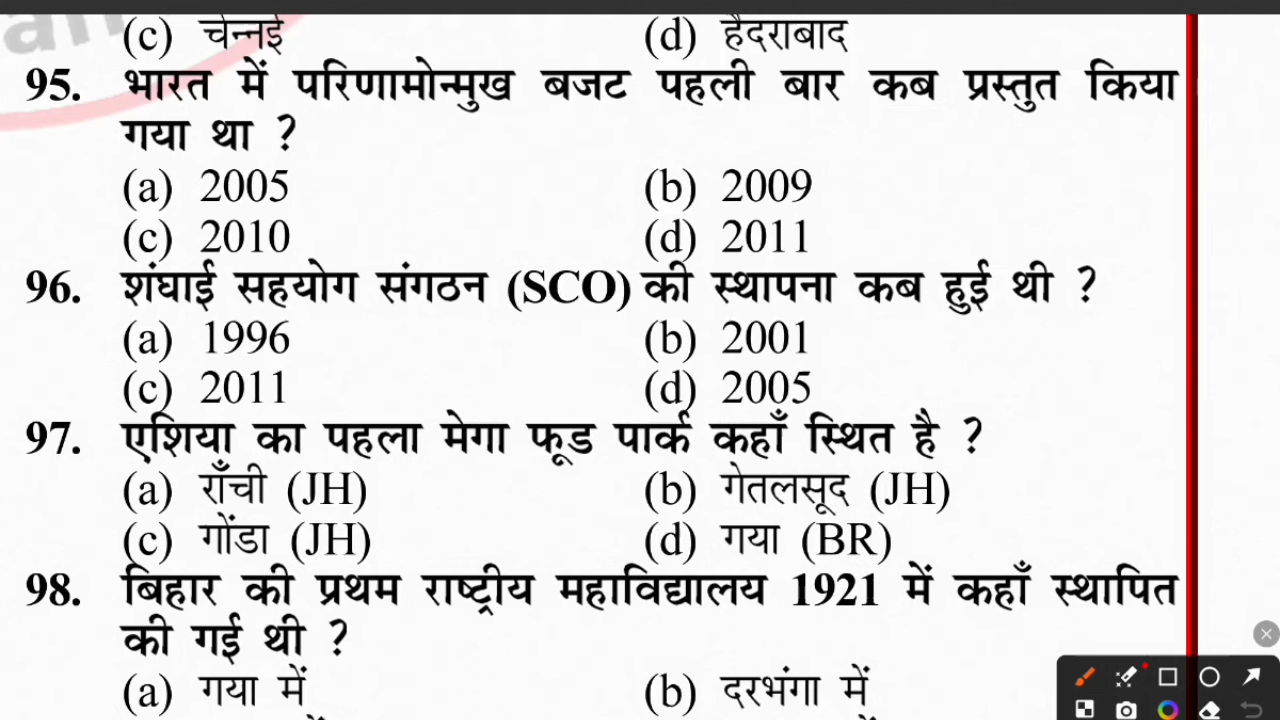 (c) चेन्नई (d) हैदराबाद
95. भारत में परिणामोन्मुख बजट पहली बार कब प्रस्तुत किया
गया था ?
(a) 2005 (b) 2009
(c) 2010 (d) 2011
96. शंघाई सहयोग संगठन (SCO) की स्थापना कब हुई थी ?
(a) 1996 (b) 2001
(c) 2011 (d) 2005
97. एशिया का पहला मेगा फूड पार्क कहाँ स्थित है ?
(a) राँची (JH) (b) गेतलसूद (JH)
(c) गोंडा (JH) (d) गया (BR)
98. बिहार की प्रथम राष्ट्रीय महाविद्यालय 1921 में कहाँ स्थापित
की गई थी ?
(a) गया में (b) दरभंगा में